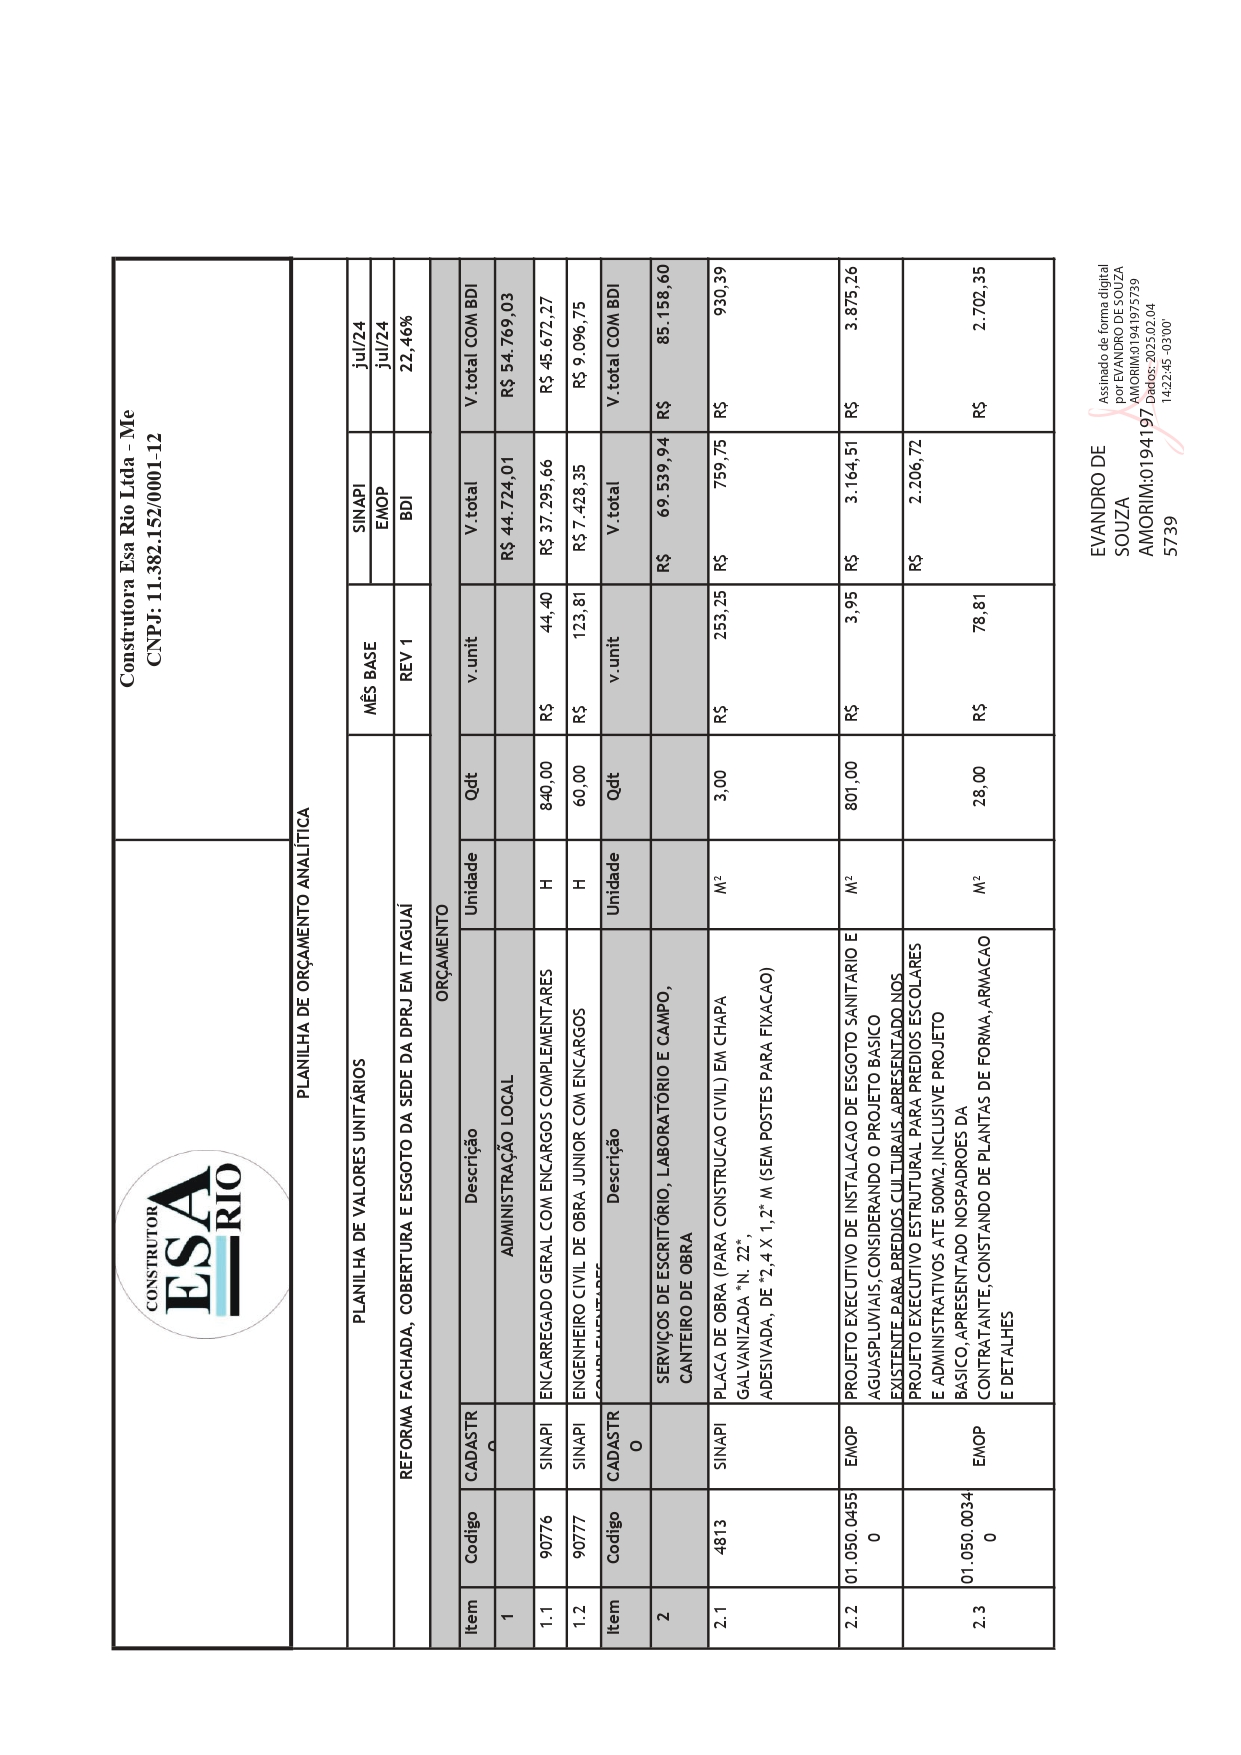 CONSTRUTOR
ESA
RIO
Construtora Esa Rio Ltda - Me
CNPJ: 11.382.152/0001-12
PLANILHA DE ORÇAMENTO ANALÍTICA
PLANILHA DE VALORES UNITÁRIOS MÊS BASE SINAPI jul/24
EMOP jul/24
REFORMA FACHADA, COBERTURA E ESGOTO DA SEDE DA DPRJ EM ITAGUAÍ REV 1 BDI 22,46%
ORÇAMENTO
Item Codigo CADASTR Descrição Unidade Qdt v.unit V.total V.total COM BDI
O
1 ADMINISTRAÇÃO LOCAL R$ 44.724,01 R$ 54.769,03
1.1 90776 SINAPI ENCARREGADO GERAL COM ENCARGOS COMPLEMENTARES H 840,00 R$ 44,40 R$ 37.295,66 R$ 45.672,27
1.2 90777 SINAPI ENGENHEIRO CIVIL DE OBRA JUNIOR COM ENCARGOS H 60,00 R$ 123,81 R$ 7.428,35 R$ 9.096,75
COMPLEMENTARES
Item Codigo CADASTR Descrição Unidade Qdt v.unit V.total V.total COM BDI
O
2 SERVIÇOS DE ESCRITÓRIO, LABORATÓRIO E CAMPO, R$ 69.539,94 R$ 85.158,60
CANTEIRO DE OBRA
2.1 4813 SINAPI PLACA DE OBRA (PARA CONSTRUCAO CIVIL) EM CHAPA M² 3,00 R$ 253,25 R$ 759,75 R$ 930,39
GALVANIZADA *N. 22*,
ADESIVADA, DE *2,4 X 1,2* M (SEM POSTES PARA FIXACAO)
2.2 01.050.0455 EMOP PROJETO EXECUTIVO DE INSTALACAO DE ESGOTO SANITARIO E M² 801,00 R$ 3,95 R$ 3.164,51 R$ 3.875,26
0 AGUASPLUVIAIS,CONSIDERANDO O PROJETO BASICO
EXISTENTE,PARA PREDIOS CULTURAIS,APRESENTADO NOS
PROJETO EXECUTIVO ESTRUTURAL PARA PREDIOS ESCOLARES R$ 2.206,72
E ADMINISTRATIVOS ATE 500M2,INCLUSIVE PROJETO
BASICO,APRESENTADO NOSPADROES DA
2.3 01.050.0034 EMOP CONTRATANTE,CONSTANDO DE PLANTAS DE FORMA,ARMACAO M² 28,00 R$ 78,81 R$ 2.702,35
0 E DETALHES
EVANDRO DE
SOUZA
AMORIM:0194197
5739
Assinado de forma digital
por EVANDRO DE SOUZA
AMORIM:01941975739
Dados: 2025.02.04
14:22:45 -03'00'